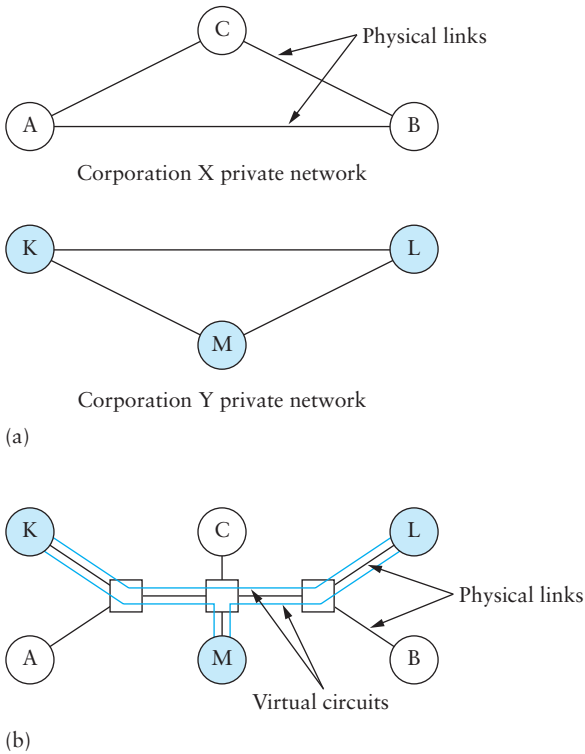 C
Physical links
A
B
Corporation X private network
K
L
M
Corporation Y private network
(a)
K
C
L
Physical links
A
M
B
Virtual circuits
(b)